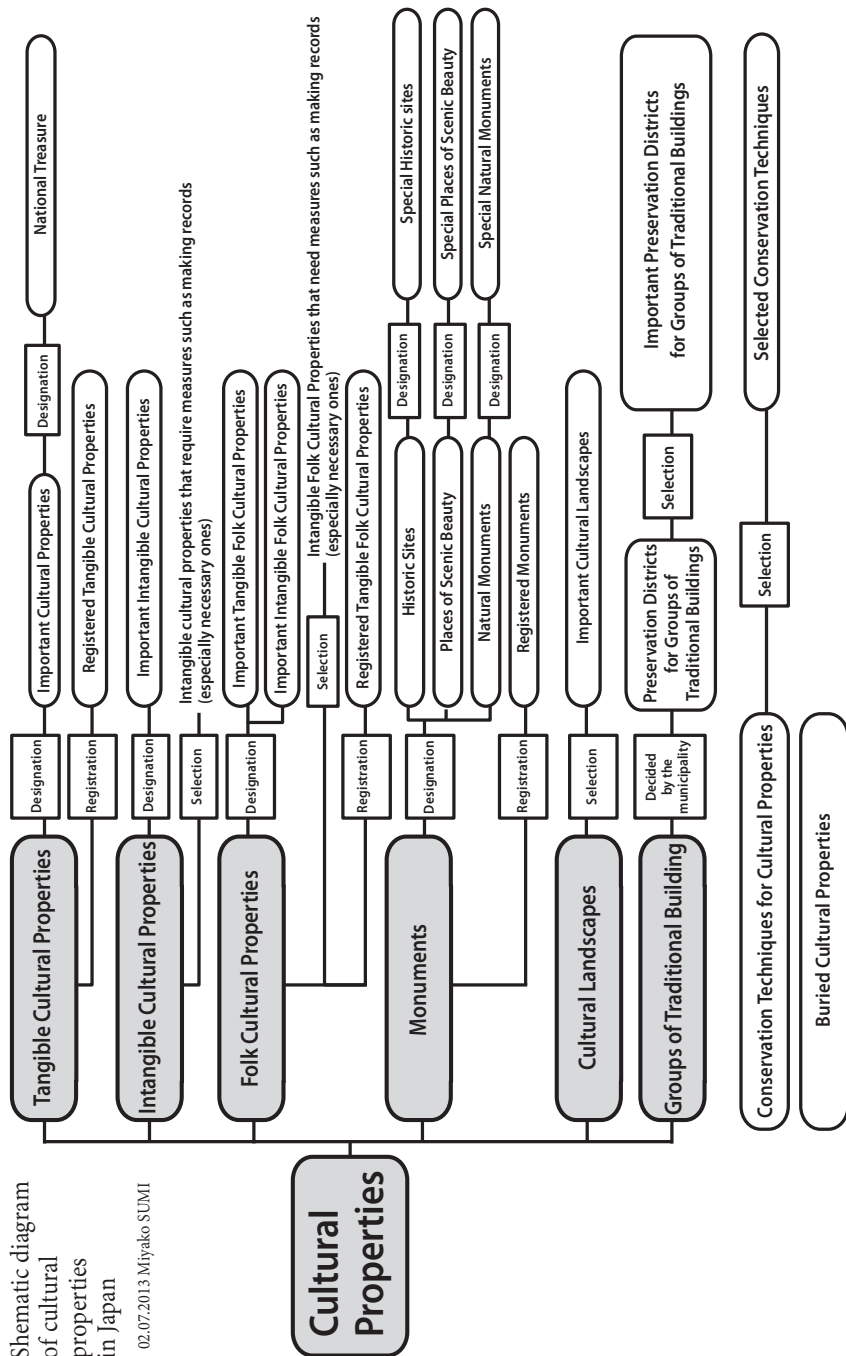 Shematic diagram
of cultural
properties
in Japan
02.07.2013 Miyako SUMI
Cultural
Properties
Tangible Cultural Properties
Designation
Important Cultural Properties
Designation
National Treasure
Registration
Registered Tangible Cultural Properties
Intangible Cultural Properties
Designation
Important Intangible Cultural Properties
Selection
Intangible cultural properties that require measures such as making records
(especially necessary ones)
Folk Cultural Properties
Designation
Important Tangible Folk Cultural Properties
Important Intangible Folk Cultural Properties
Selection
Intangible Folk Cultural Properties that need measures such as making records
(especially necessary ones)
Registration
Registered Tangible Folk Cultural Properties
Monuments
Designation
Historic Sites
Designation
Special Historic sites
Places of Scenic Beauty
Designation
Special Places of Scenic Beauty
Natural Monuments
Designation
Special Natural Monuments
Registration
Registered Monuments
Cultural Landscapes
Selection
Important Cultural Landscapes
Groups of Traditional Building
Decided
by the
municipality
Preservation Districts
for Groups of
Traditional Buildings
Selection
Important Preservation Districts
for Groups of Traditional Buildings
Conservation Techniques for Cultural Properties
Selection
Selected Conservation Techniques
Buried Cultural Properties